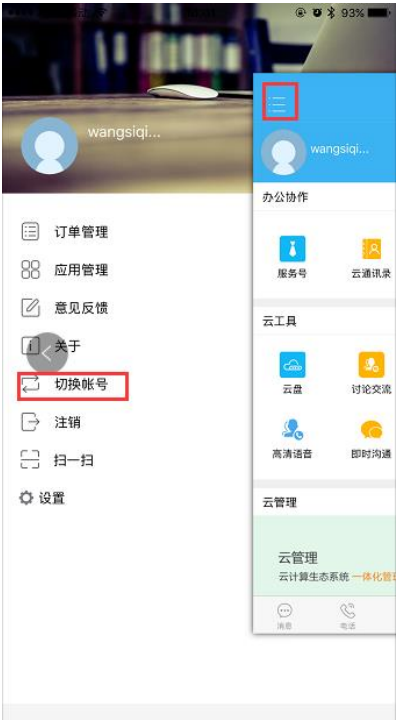 93%
wangsiqi...
wangsiqi...
办公协作
订单管理
应用管理
服务号
云通讯录
意见反馈
云工具
关于
切换帐号
云盘
讨论交流
注销
高清语音
即时沟通
扫一扫
设置
云管理
云管理
云计算生态系统 一体化管
消息
电话